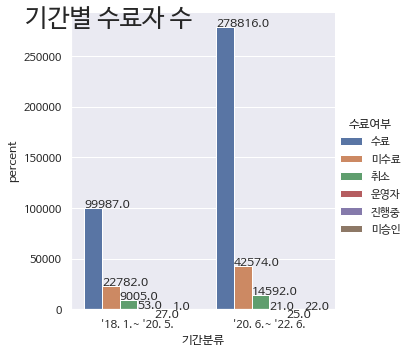 기간별 수료자 수
278816.0
250000
200000
150000
100000
50000
0
percent
99987.0
22782.0
9005.0
53.0
27.0
1.0
42574.0
14592.0
21.0
25.0
22.0
'18. 1.~ '20. 5.
'20. 6.~ '22. 6.
기간분류
수료여부
수료
미수료
취소
운영자
진행중
미승인